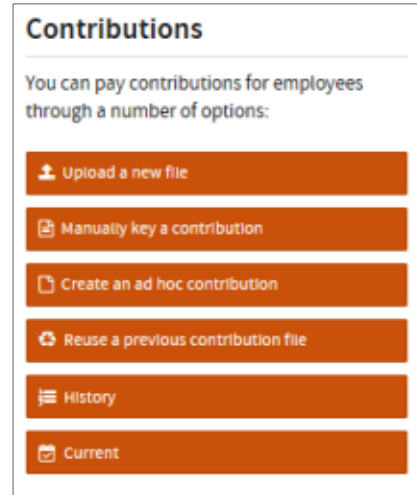 Contributions
You can pay contributions for employees
through a number of options:
Upload a new file
Manually key a contribution
Create an ad hoc contribution
Reuse a previous contribution file
History
Current